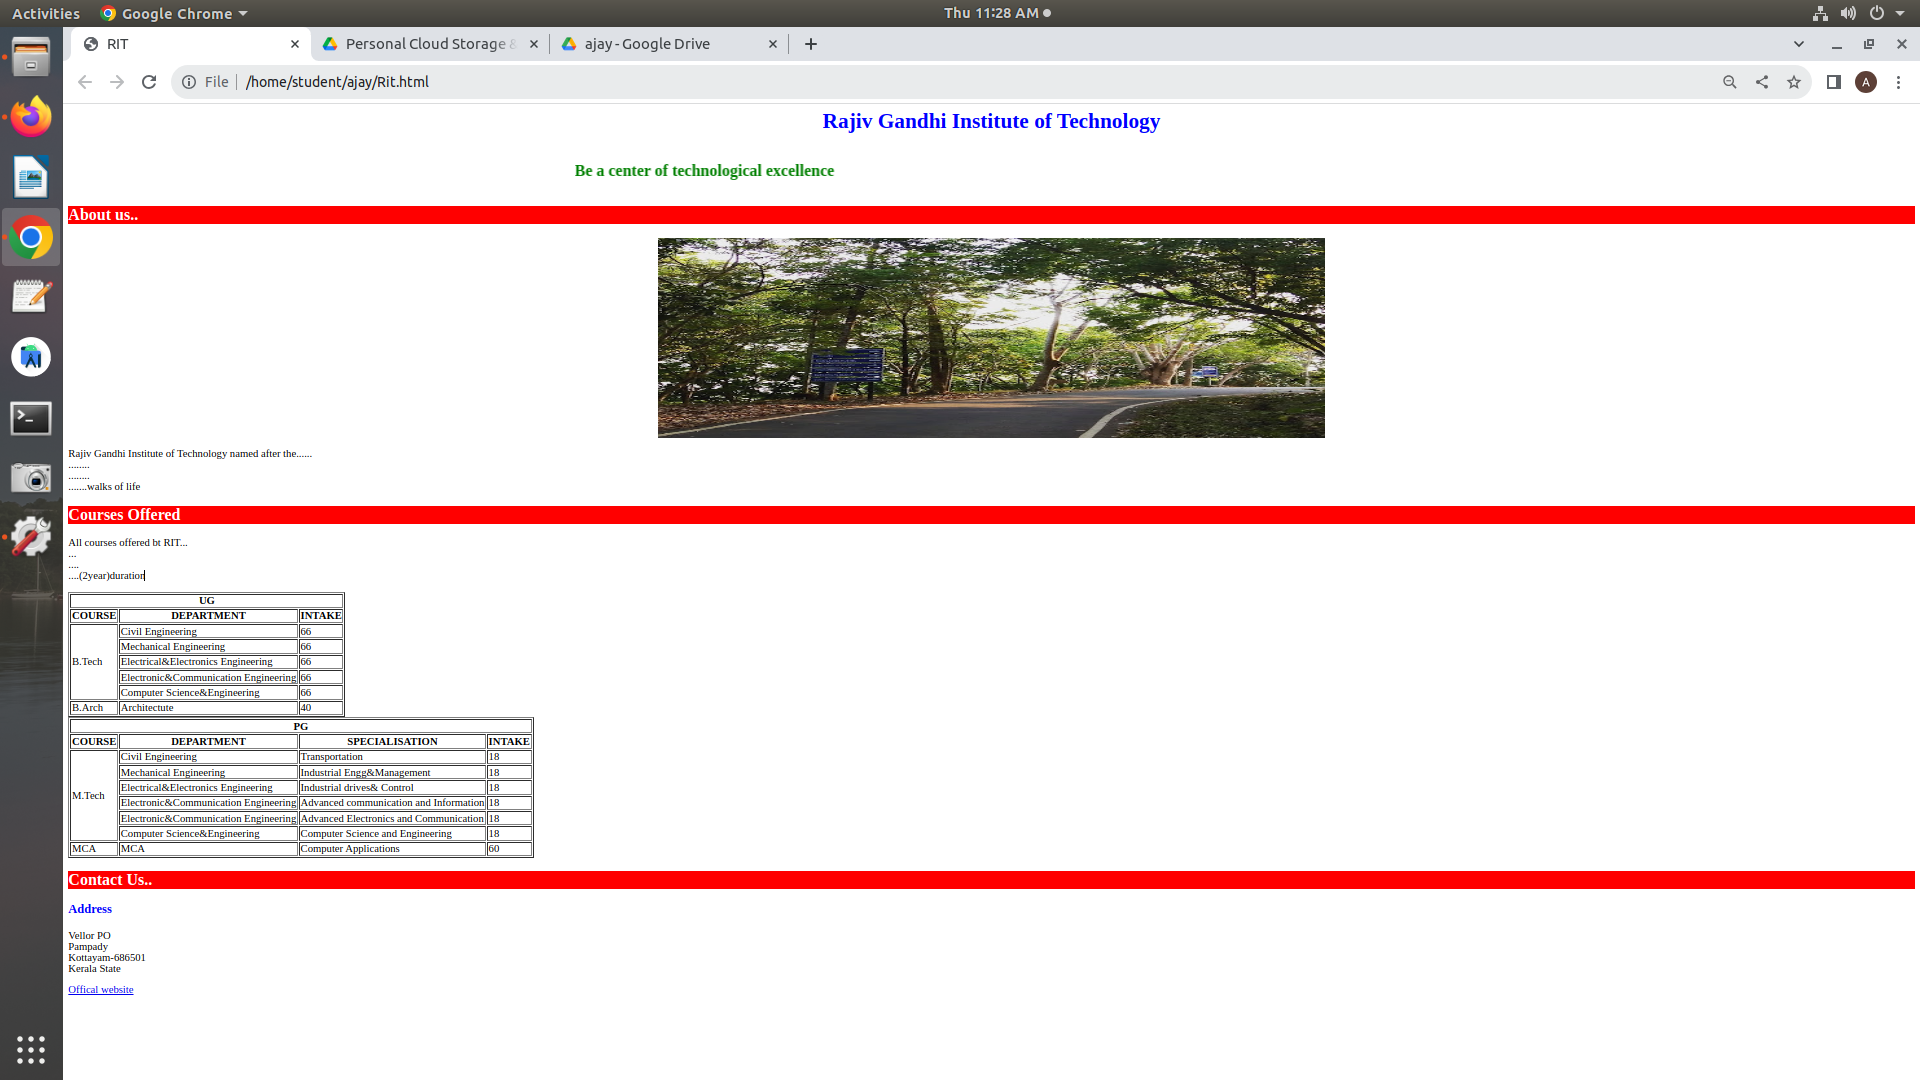 Activities Google Chrome Thu 11:28 AM
RIT Personal Cloud Storage & ajay - Google Drive
File /home/student/ajay/Rit.html A
Rajiv Gandhi Institute of Technology
Be a center of technological excellence
About us..
Rajiv Gandhi Institute of Technology named after the......
........
........
.......walks of life
Courses Offered
All courses offered bt RIT...
...
....
....(2year)duration
UG
COURSE DEPARTMENT INTAKE
B.Tech Civil Engineering 66
Mechanical Engineering 66
Electrical&Electronics Engineering 66
Electronic&Communication Engineering 66
Computer Science&Engineering 66
B.Arch Architectute 40
PG
COURSE DEPARTMENT SPECIALISATION INTAKE
M.Tech Civil Engineering Transportation 18
Mechanical Engineering Industrial Engg&Management 18
Electrical&Electronics Engineering Industrial drives& Control 18
Electronic&Communication Engineering Advanced communication and Information 18
Electronic&Communication Engineering Advanced Electronics and Communication 18
Computer Science&Engineering Computer Science and Engineering 18
MCA MCA Computer Applications 60
Contact Us..
Address
Vellor PO
Pampady
Kottayam-686501
Kerala State
Offical website